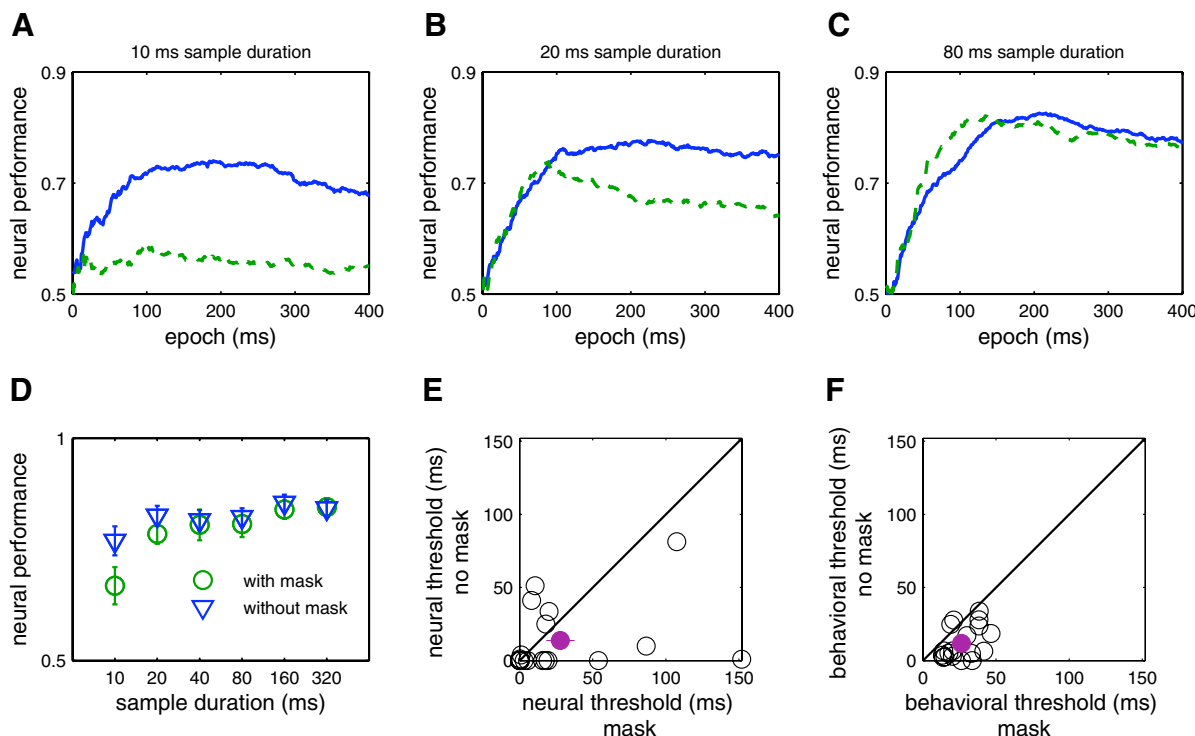 A
10 ms sample duration
0.9
0.7
0.5
0
100
200
300
400
neural performance
epoch (ms)
B
20 ms sample duration
0.9
0.7
0.5
0
100
200
300
400
neural performance
epoch (ms)
C
80 ms sample duration
0.9
0.7
0.5
0
100
200
300
400
neural performance
epoch (ms)
D
1
0.5
neural performance
with mask
without mask
10
20
40
80
160
320
sample duration (ms)
E
neural threshold (ms)
no mask
150
100
50
0
0
50
100
150
neural threshold (ms)
mask
F
behavioral threshold (ms)
no mask
150
100
50
0
0
50
100
150
behavioral threshold (ms)
mask